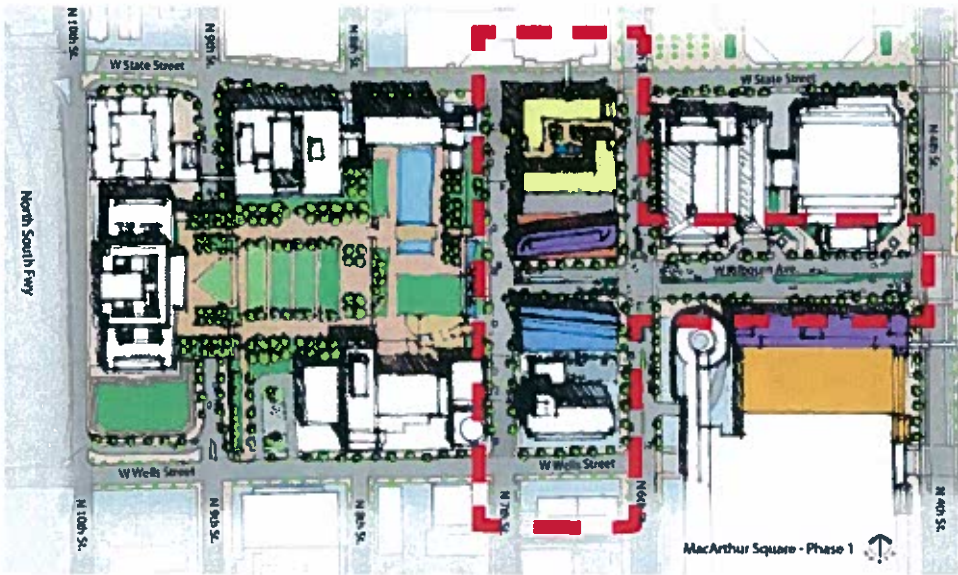 N 10th St.
N 9th St.
N 8th St.
W State Street
W State Street
N 4th St.
North South Fwy
W Kilbourn Ave.
W Wells Street
W Wells Street
N 10th St.
N 9th St.
N 8th St.
N 7th St.
N 6th St.
N 4th St.
MacArthur Square - Phase 1